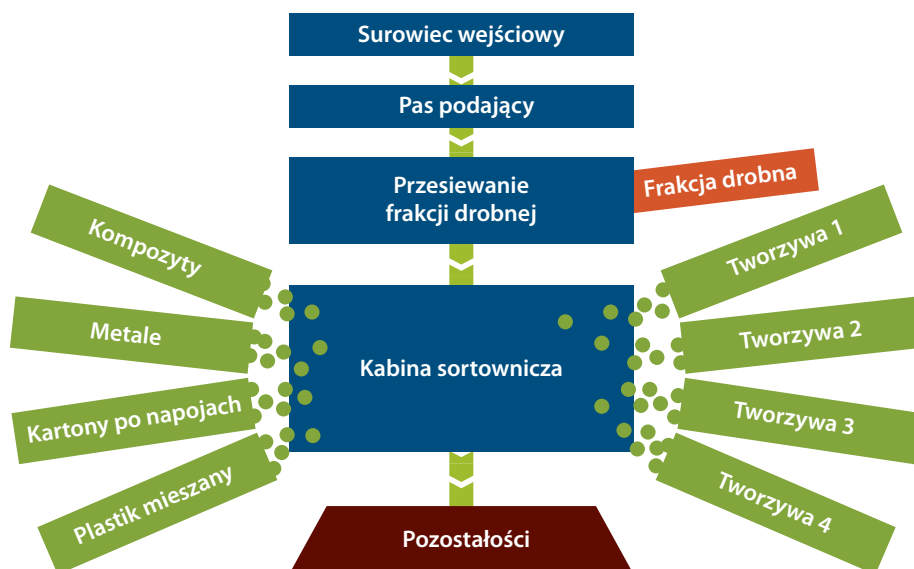 Surowiec wejściowy
Pas podający
Przesiewanie
frakcji drobnej
Frakcja drobna
Kompozyty
Metale
Kartony po napojach
Plastik mieszany
Kabina sortownicza
Tworzywa 1
Tworzywa 2
Tworzywa 3
Tworzywa 4
Pozostałości